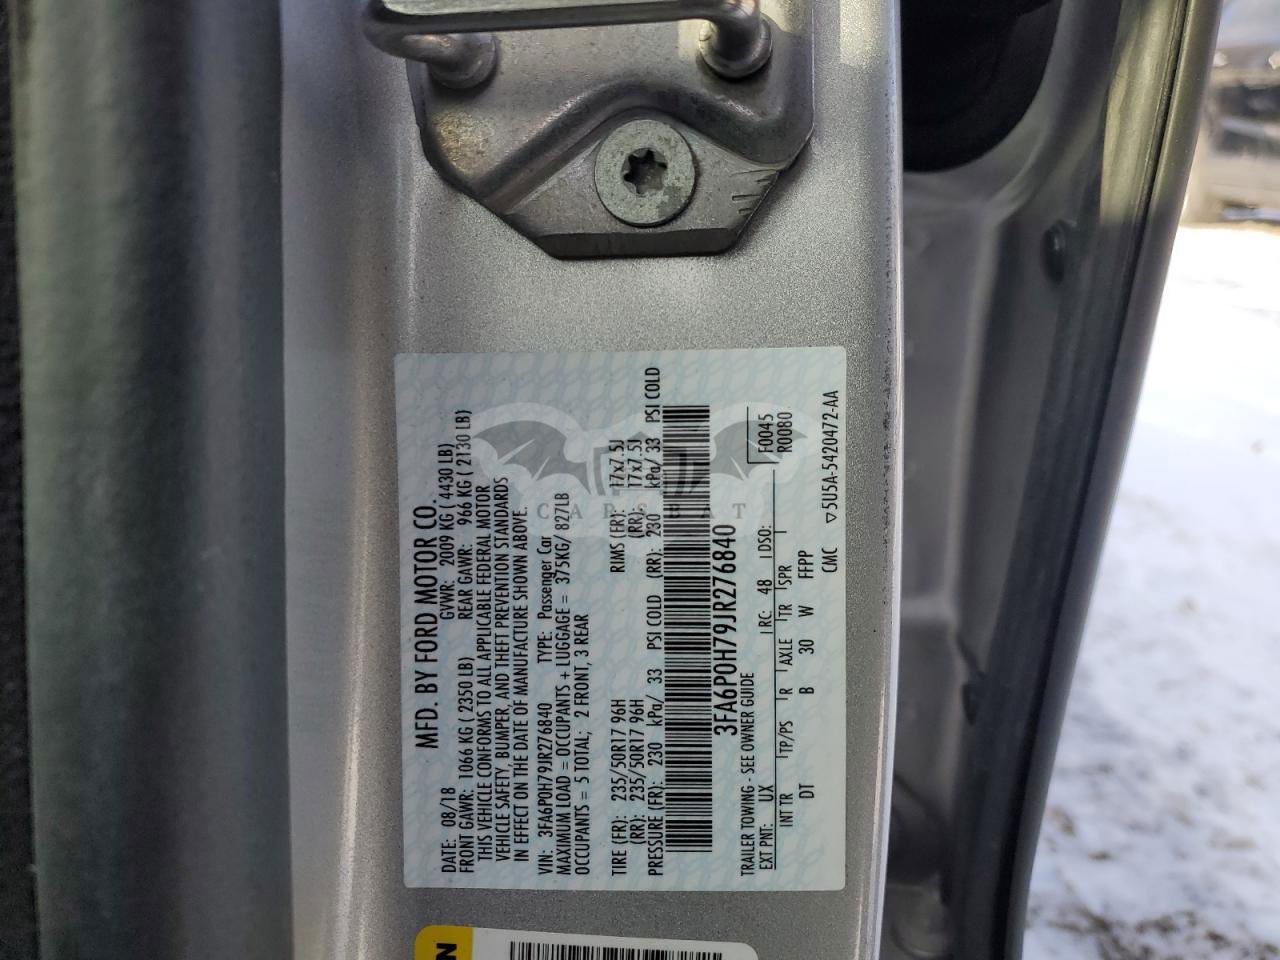 MFD. BY FORD MOTOR CO.
DATE: 08/18 GVWR: 2009 KG ( 4430 LB)
FRONT GAWR: 1066 KG ( 2350 LB) REAR GAWR: 966 KG ( 2130 LB)
THIS VEHICLE CONFORMS TO ALL APPLICABLE FEDERAL MOTOR
VEHICLE SAFETY, BUMPER, AND THEFT PREVENTION STANDARDS
IN EFFECT ON THE DATE OF MANUFACTURE SHOWN ABOVE.
VIN: 3FA6P0H79JR276840 TYPE: Passenger Car
MAXIMUM LOAD = OCCUPANTS + LUGGAGE = 375KG/ 827LB
OCCUPANTS = 5 TOTAL; 2 FRONT, 3 REAR
TIRE (FR): 235/50R17 96H RIMS (FR): 17x7.5J
(RR): 235/50R17 96H (RR): 17x7.5J
PRESSURE (FR): 230 kPa/ 33 PSI COLD (RR): 230 kPa/ 33 PSI COLD
3FA6P0H79JR276840
TRAILER TOWING - SEE OWNER GUIDE F0045
EXT PNT: UX RC: 48 DSO: R0080
INT TR TP/PS R AXLE TR SPR
DT B 30 W FFPP
CMC ▽5U5A-5420472-AA
CARSBAT